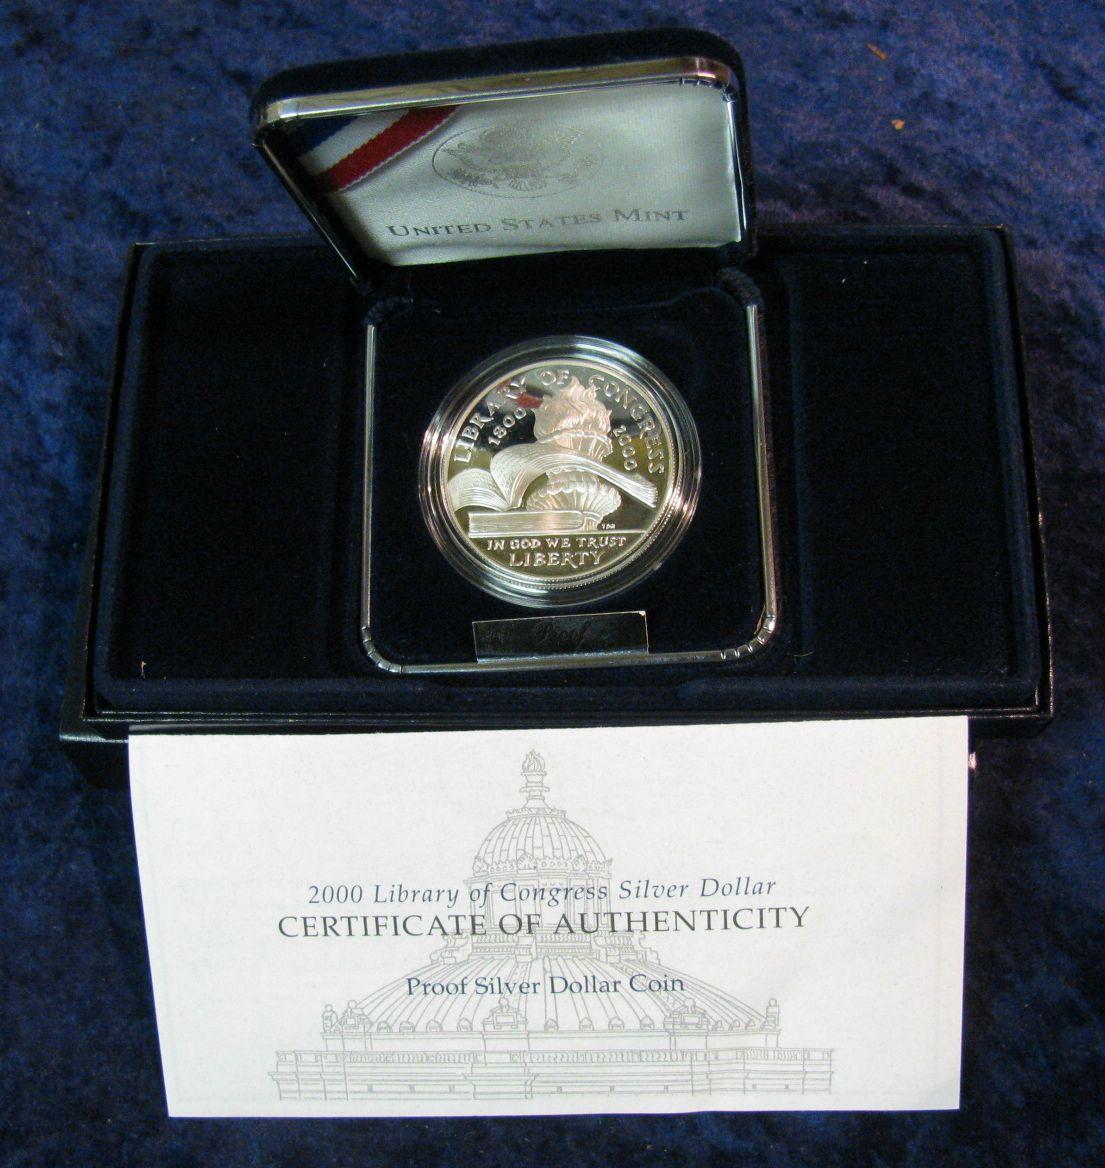 UNITED STATES MINT
LIBRARY OF CONGRESS
1800 2000
TDR
IN GOD WE TRUST
LIBERTY
Proof
2000 Library of Congress Silver Dollar
CERTIFICATE OF AUTHENTICITY
Proof Silver Dollar Coin